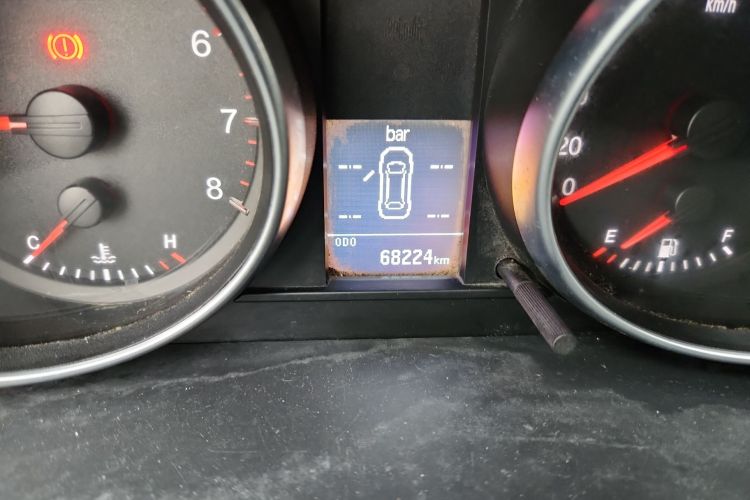 6
7
8
C H
bar
-.-- --.-
-.-- --.-
ODO
68224km
km/h
20
0
E F